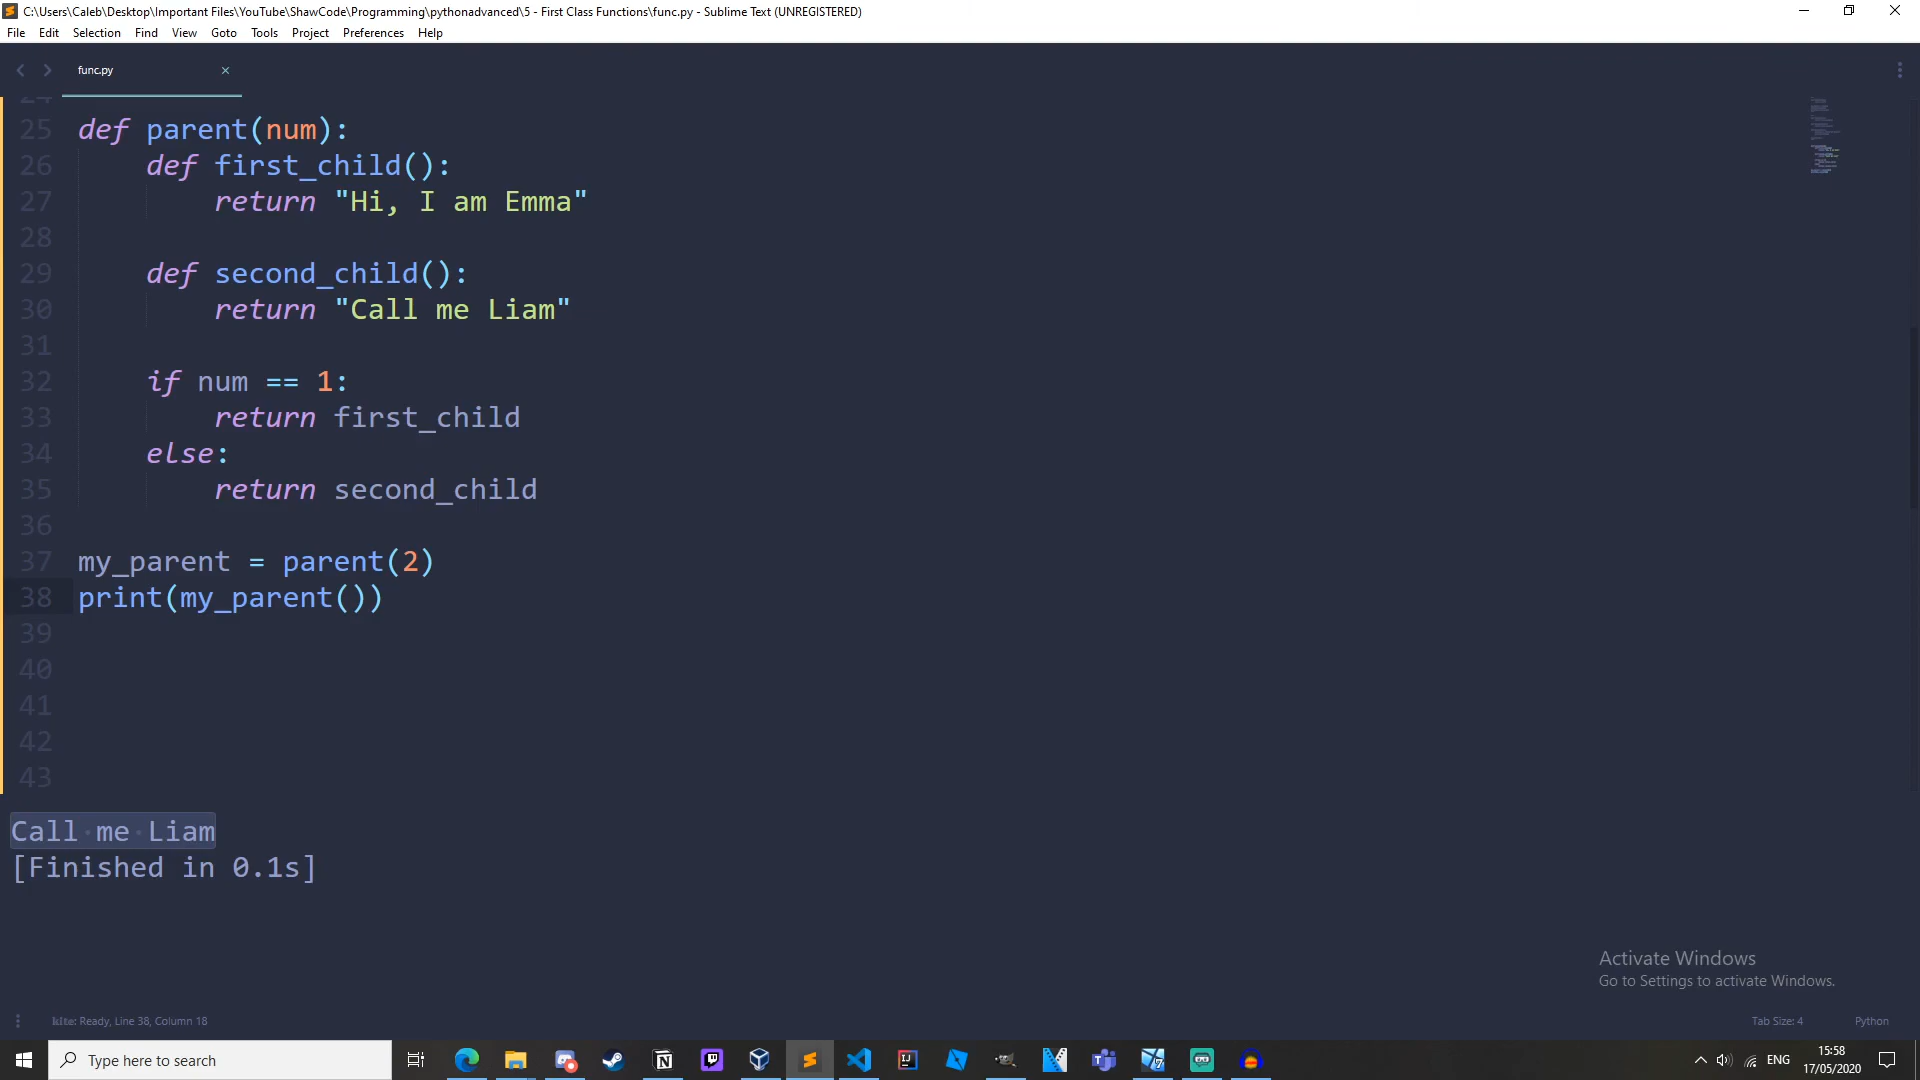 C:\Users\Caleb\Desktop\Important Files\YouTube\ShawCode\Programming\pythonadvanced\5 - First Class Functions\func.py - Sublime Text (UNREGISTERED)
File Edit Selection Find View Goto Tools Project Preferences Help
func.py
24
25 def parent(num):
26     def first_child():
27         return "Hi, I am Emma"
28
29     def second_child():
30         return "Call me Liam"
31
32     if num == 1:
33         return first_child
34     else:
35         return second_child
36
37 my_parent = parent(2)
38 print(my_parent())
39
40
41
42
43
Call me Liam
[Finished in 0.1s]
Activate Windows
Go to Settings to activate Windows.
kite: Ready, Line 38, Column 18 Tab Size: 4 Python
Type here to search ENG 15:58
17/05/2020